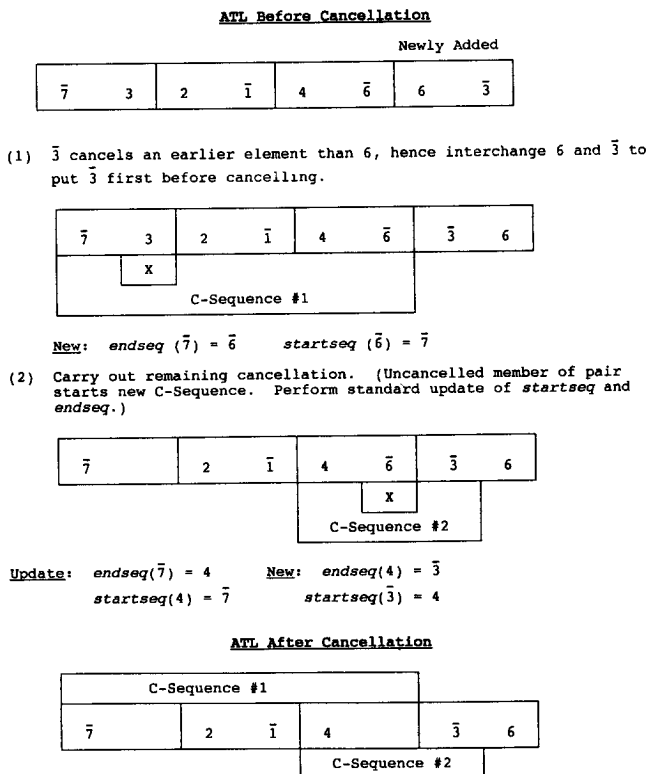 ATL Before Cancellation
Newly Added
7̄ 3 2 1̄ 4 6̄ 6 3̄
(1) 3̄ cancels an earlier element than 6, hence interchange 6 and 3̄ to
put 3̄ first before cancelling.
7̄ 3 2 1̄ 4 6̄ 3̄ 6
X
C-Sequence #1
New: endseq (7̄) = 6̄ startseq (6̄) = 7̄
(2) Carry out remaining cancellation. (Uncancelled member of pair
starts new C-Sequence. Perform standard update of startseq and
endseq.)
7̄ 2 1̄ 4 6̄ 3̄ 6
X
C-Sequence #2
Update: endseq(7̄) = 4 New: endseq(4) = 3̄
startseq(4) = 7̄ startseq(3̄) = 4
ATL After Cancellation
C-Sequence #1
7̄ 2 1̄ 4 3̄ 6
C-Sequence #2